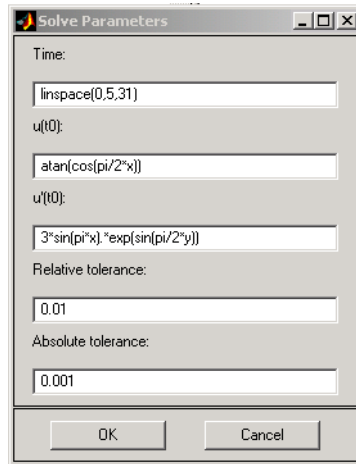 Solve Parameters
Time:
linspace(0,5,31)
u(t0):
atan(cos(pi/2*x))
u'(t0):
3*sin(pi*x).*exp(sin(pi/2*y))
Relative tolerance:
0.01
Absolute tolerance:
0.001
OK Cancel